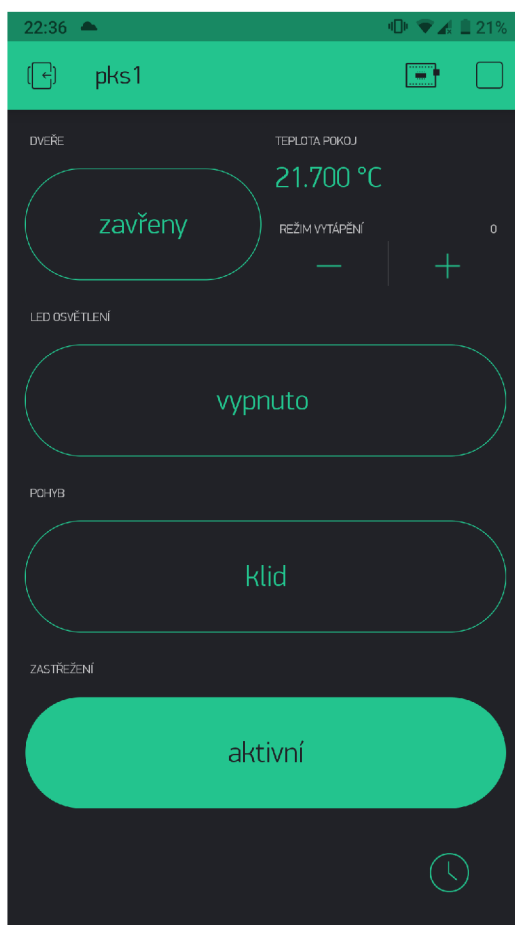 22:36
21%
pks1
DVEŘE
zavřeny
TEPLOTA POKOJ
21.700 °C
REŽIM VYTÁPĚNÍ
0
− +
LED OSVĚTLENÍ
vypnuto
POHYB
klid
ZASTŘEŽENÍ
aktivní